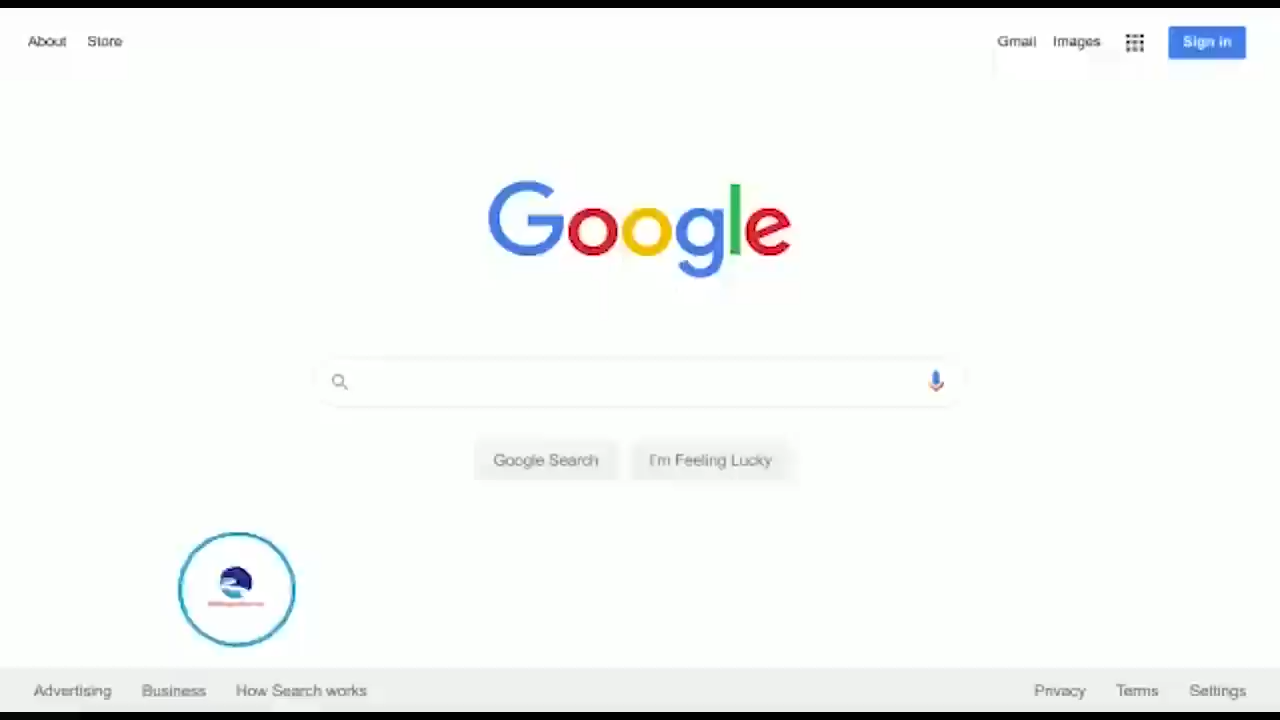 About Store
Gmail Images Sign in
Google
Google Search I'm Feeling Lucky
Advertising Business How Search works
Privacy Terms Settings